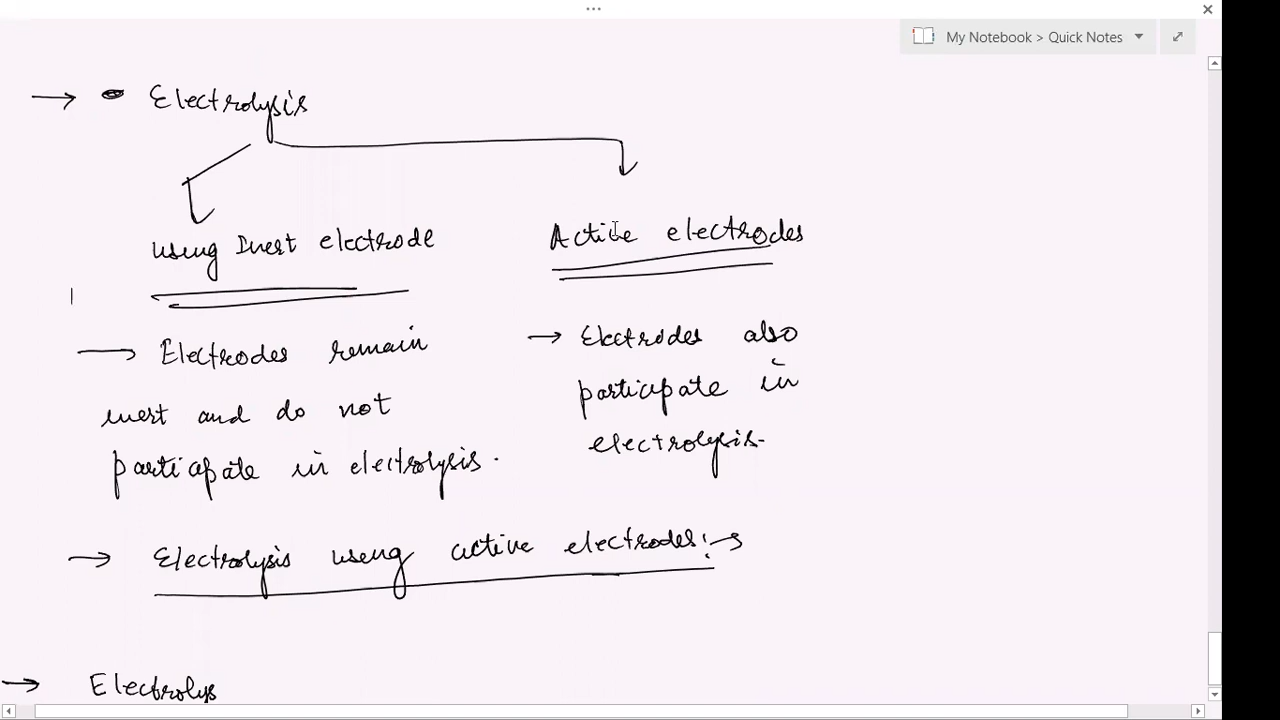 My Notebook > Quick Notes
→ Electrolysis
using Inert electrode
Active electrodes
→ Electrodes remain
inert and do not
participate in electrolysis.
→ Electrodes also
participate in
electrolysis.
→ Electrolysis using active electrodes:→
→ Electrolys